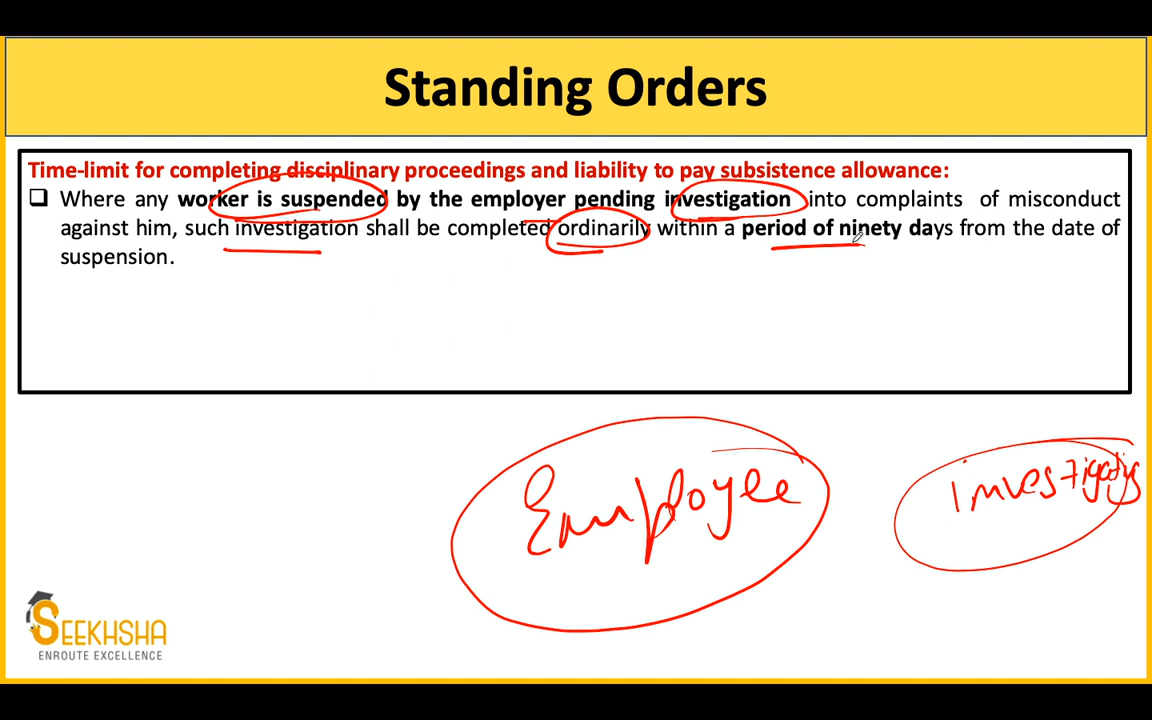 Standing Orders
Time-limit for completing disciplinary proceedings and liability to pay subsistence allowance:
❑ Where any worker is suspended by the employer pending investigation into complaints of misconduct
against him, such investigation shall be completed ordinarily within a period of ninety days from the date of
suspension.
Employee
investigating
SEEKHSHA
ENROUTE EXCELLENCE